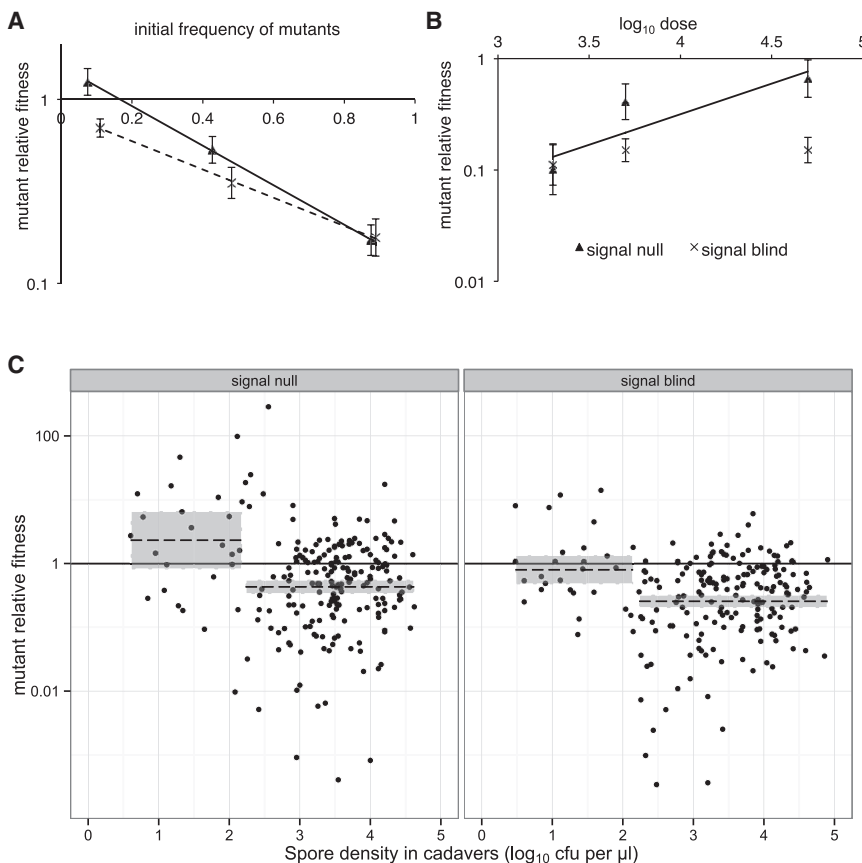 A
initial frequency of mutants
0 0.2 0.4 0.6 0.8 1
1
0.1
mutant relative fitness
B
log10 dose
3 3.5 4 4.5 5
1
0.1
0.01
mutant relative fitness
signal null signal blind
C
signal null signal blind
100
1
0.01
mutant relative fitness
0 1 2 3 4 5 0 1 2 3 4 5
Spore density in cadavers (log10 cfu per µl)